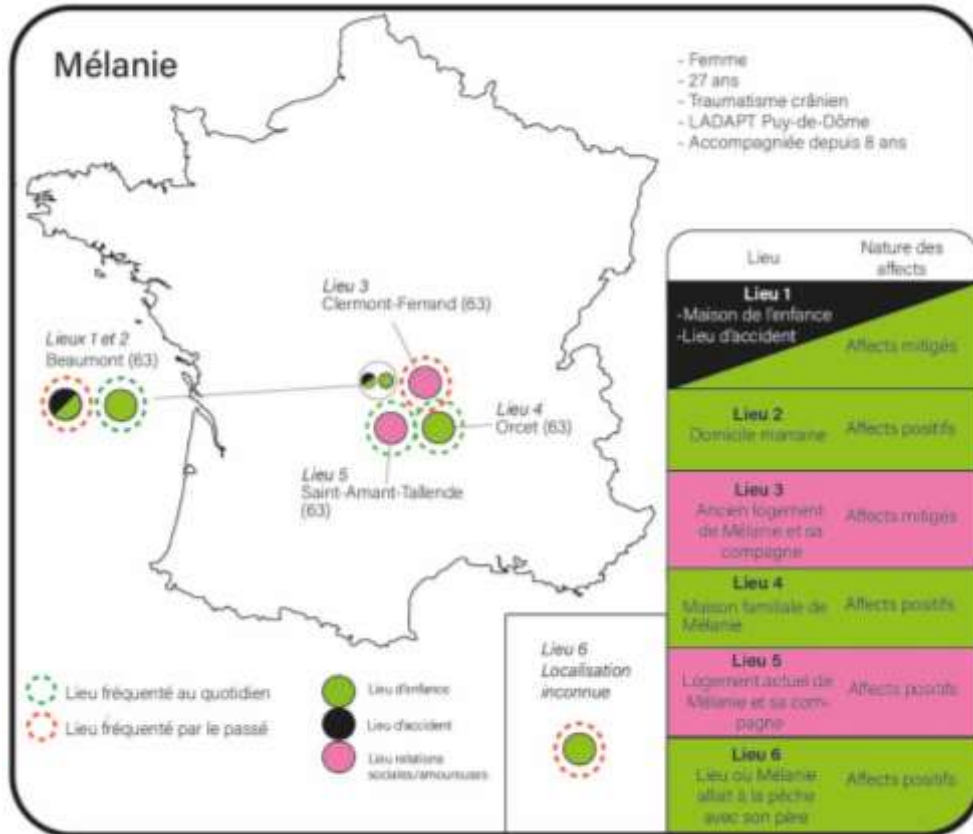 Mélanie
- Femme
- 27 ans
- Traumatisme crânien
- LADAPT Puy-de-Dôme
- Accompagniée depuis 8 ans
Lieu 3
Clermont-Ferrand (63)
Lieux 1 et 2
Beaumont (63)
Lieu 4
Orcet (63)
Lieu 5
Saint-Amant-Tallende
(63)
Lieu 6
Localisation
inconnue
Lieu fréquenté au quotidien
Lieu fréquenté par le passé
Lieu d'enfance
Lieu d'accident
Lieu relations
sociales/amoureuses
Lieu
Nature des
affects
Lieu 1
-Maison de l'enfance
-Lieu d'accident
Affects mitigés
Lieu 2
Domicile marraine
Affects positifs
Lieu 3
Ancien logement
de Mélanie et sa
compagne
Affects mitigés
Lieu 4
Maison familiale de
Mélanie
Affects positifs
Lieu 5
Logement actuel de
Mélanie et sa com-
pagne
Affects positifs
Lieu 6
Lieu où Mélanie
allait à la pêche
avec son père
Affects positifs